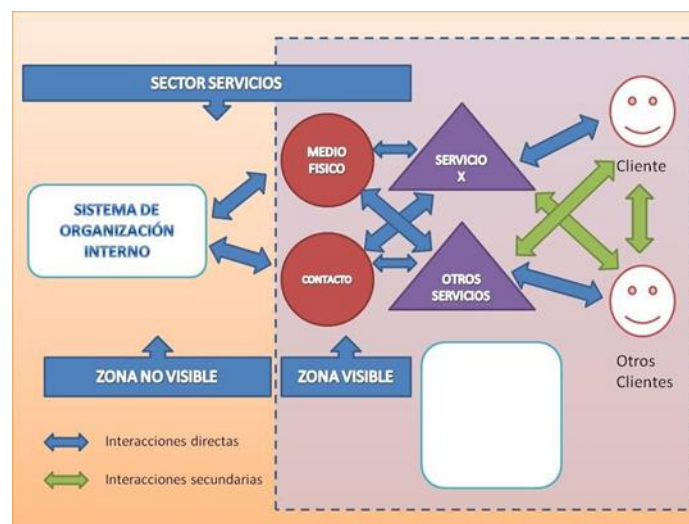 SECTOR SERVICIOS
MEDIO
FISICO
SERVICIO
X
Cliente
SISTEMA DE
ORGANIZACIÓN
INTERNO
CONTACTO
OTROS
SERVICIOS
Otros
Clientes
ZONA NO VISIBLE
ZONA VISIBLE
Interacciones directas
Interacciones secundarias